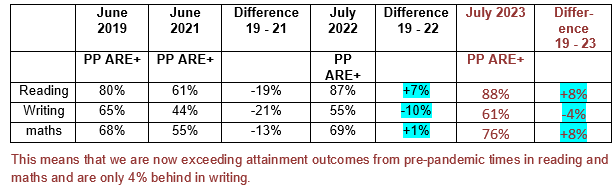 June 2019 June 2021 Difference 19 - 21 July 2022 Difference 19 - 22 July 2023 Differ-ence 19 - 23
PP ARE+ PP ARE+ PP ARE+ PP ARE+
Reading 80% 61% -19% 87% +7% 88% +8%
Writing 65% 44% -21% 55% -10% 61% -4%
maths 68% 55% -13% 69% +1% 76% +8%
This means that we are now exceeding attainment outcomes from pre-pandemic times in reading and
maths and are only 4% behind in writing.